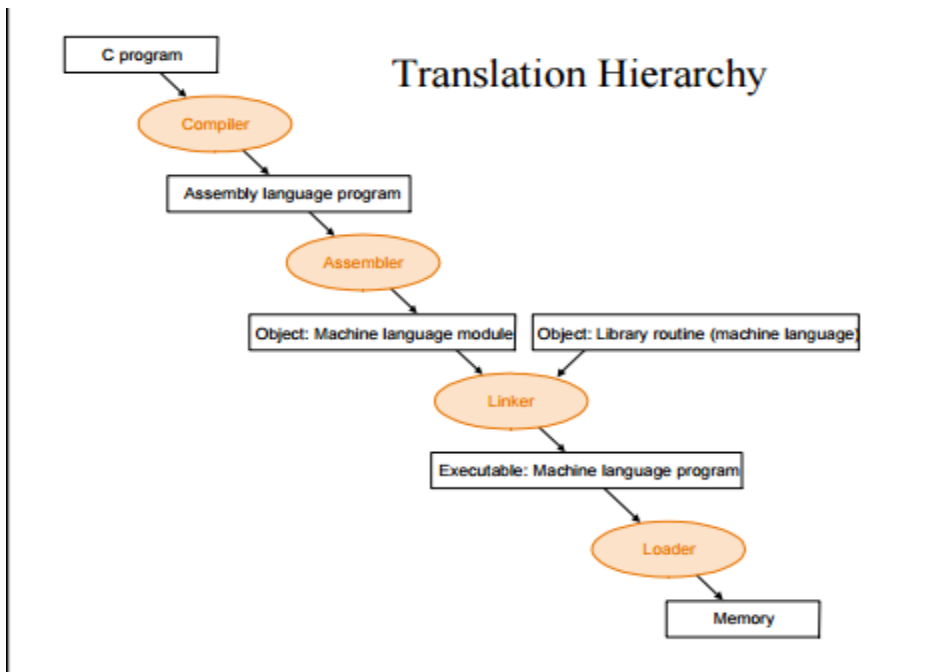 C program
Translation Hierarchy
Compiler
Assembly language program
Assembler
Object: Machine language module
Object: Library routine (machine language)
Linker
Executable: Machine language program
Loader
Memory